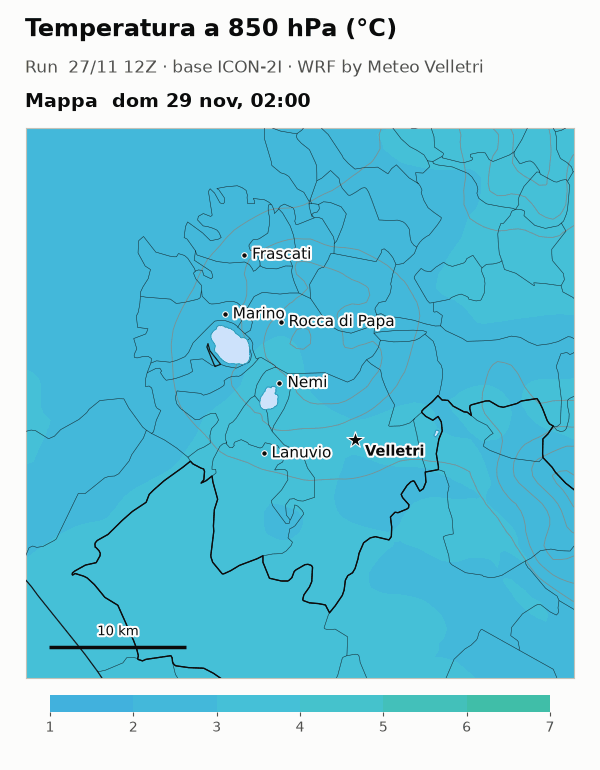 Temperatura a 850 hPa (°C)
Run  27/11 12Z · base ICON-2I · WRF by Meteo Velletri
Mappa  dom 29 nov, 02:00
Frascati
Marino
Rocca di Papa
Nemi
Velletri
Lanuvio
10 km
1 2 3 4 5 6 7